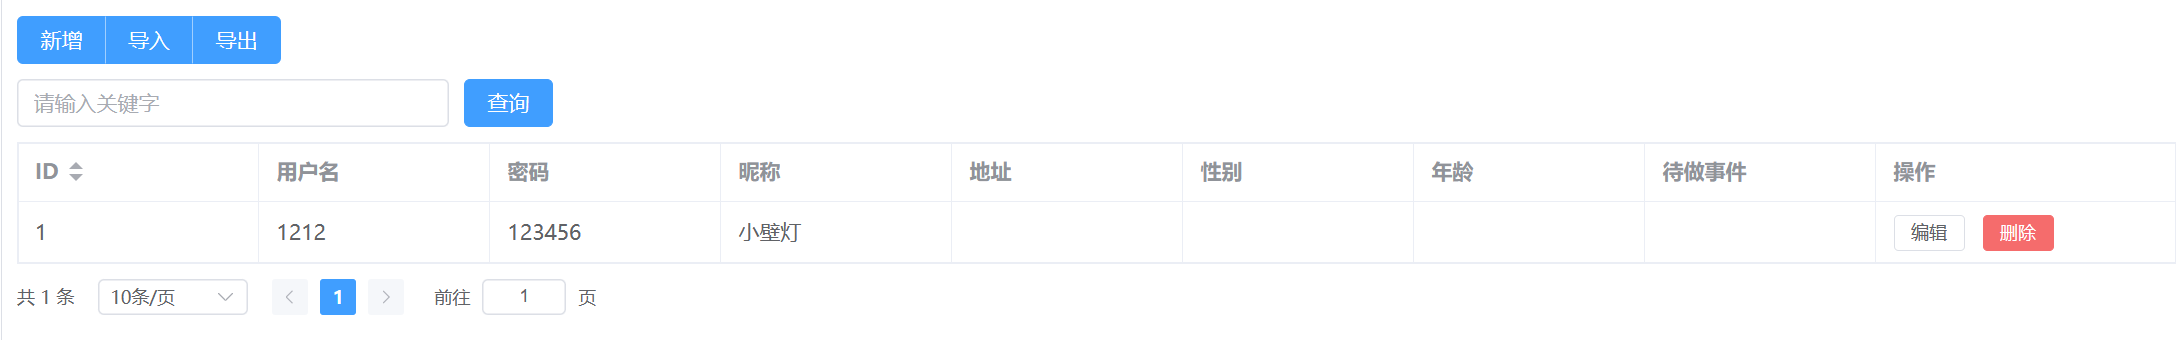 新增 导入 导出
请输入关键字 查询
ID 用户名 密码 昵称 地址 性别 年龄 待做事件 操作
1 1212 123456 小壁灯 编辑 删除
共 1 条 10条/页 1 前往 1 页